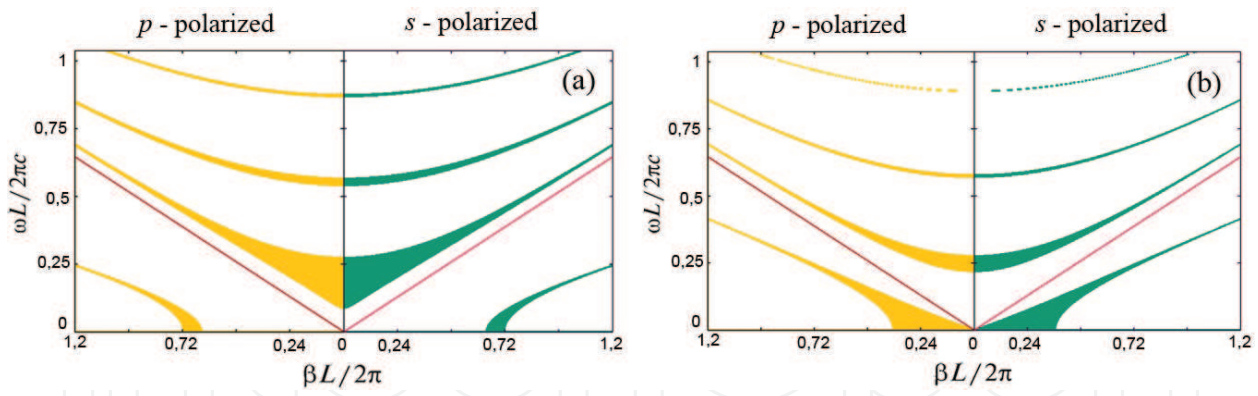 p - polarized s - polarized
(a)
1
0,75
0,5
0,25
0
1,2 0,72 0,24 0 0,24 0,72 1,2
ωL/2πc
βL/2π
p - polarized s - polarized
(b)
1
0,75
0,5
0,25
0
1,2 0,72 0,24 0 0,24 0,72 1,2
ωL/2πc
βL/2π